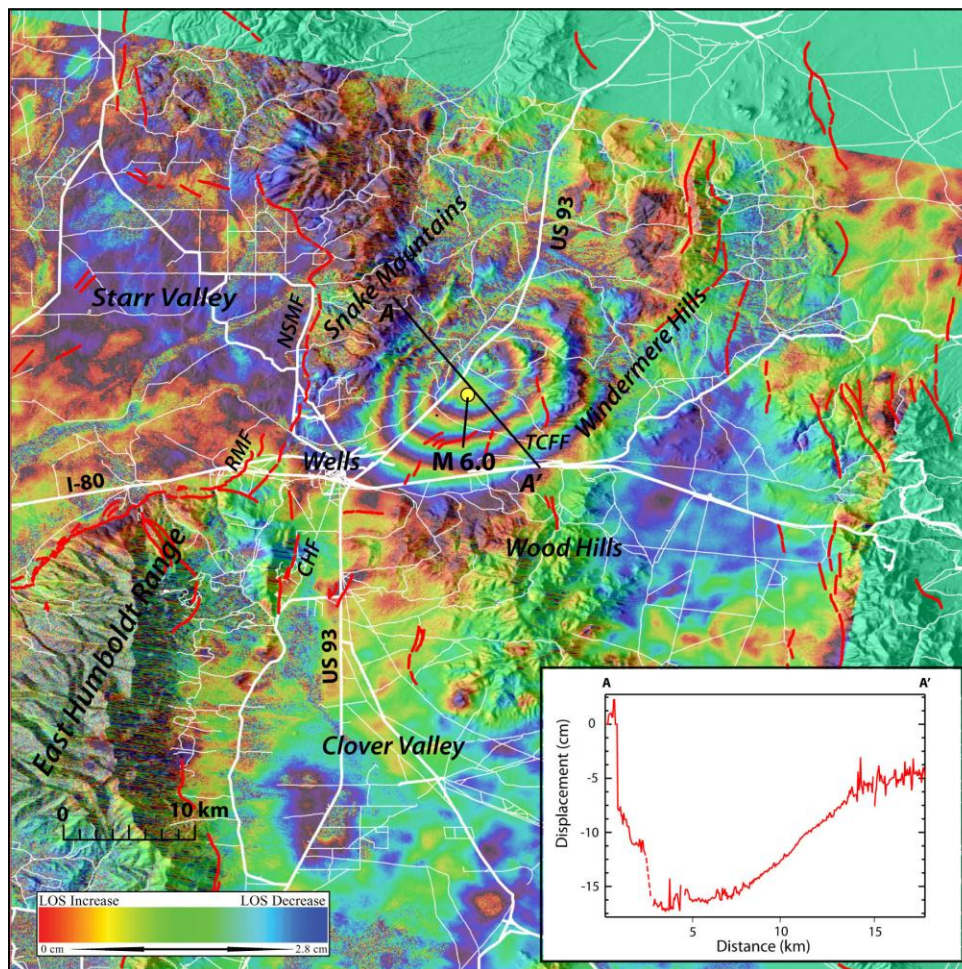 US 93
Snake Mountains
Starr Valley
NSMF
A
Windermere Hills
TCFF
M 6.0
A'
Wells
RMF
I-80
Wood Hills
CHF
East Humboldt Range
US 93
Clover Valley
0
10 km
LOS Increase
LOS Decrease
0 cm
2.8 cm
A
A'
Displacement (cm)
0
-5
-10
-15
5
10
15
Distance (km)